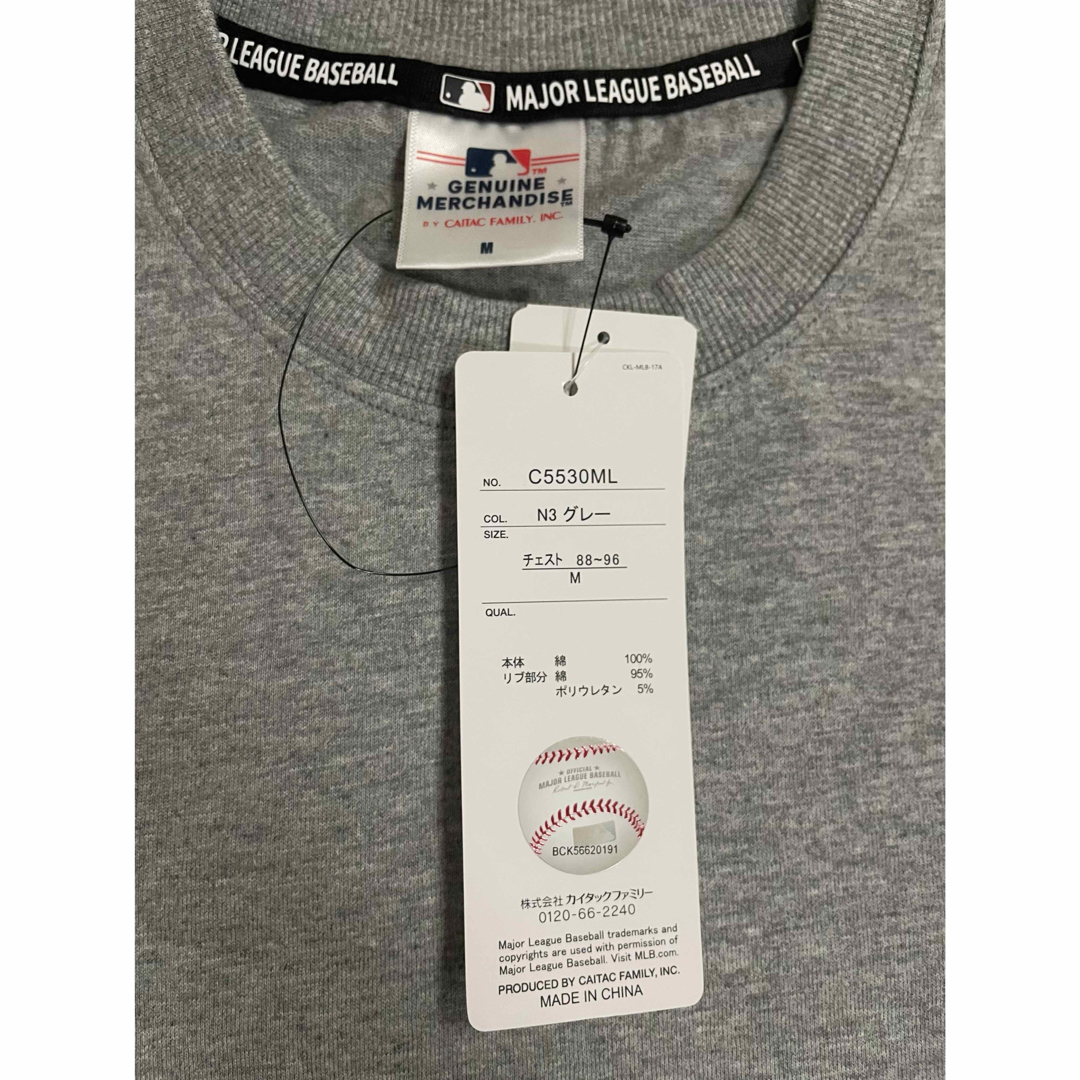 LEAGUE BASEBALL
MAJOR LEAGUE BASEBALL
TM
GENUINE
MERCHANDISE
BY CAITAC FAMILY, INC.
M
CKL-MLB-17A
NO. C5530ML
COL. N3 グレー
SIZE.
チェスト 88~96
M
QUAL.
本体 綿 100%
リブ部分 綿 95%
ポリウレタン 5%
OFFICIAL
MAJOR LEAGUE BASEBALL
BCK56620191
株式会社 カイタックファミリー
0120-66-2240
Major League Baseball trademarks and
copyrights are used with permission of
Major League Baseball. Visit MLB.com.
PRODUCED BY CAITAC FAMILY, INC.
MADE IN CHINA